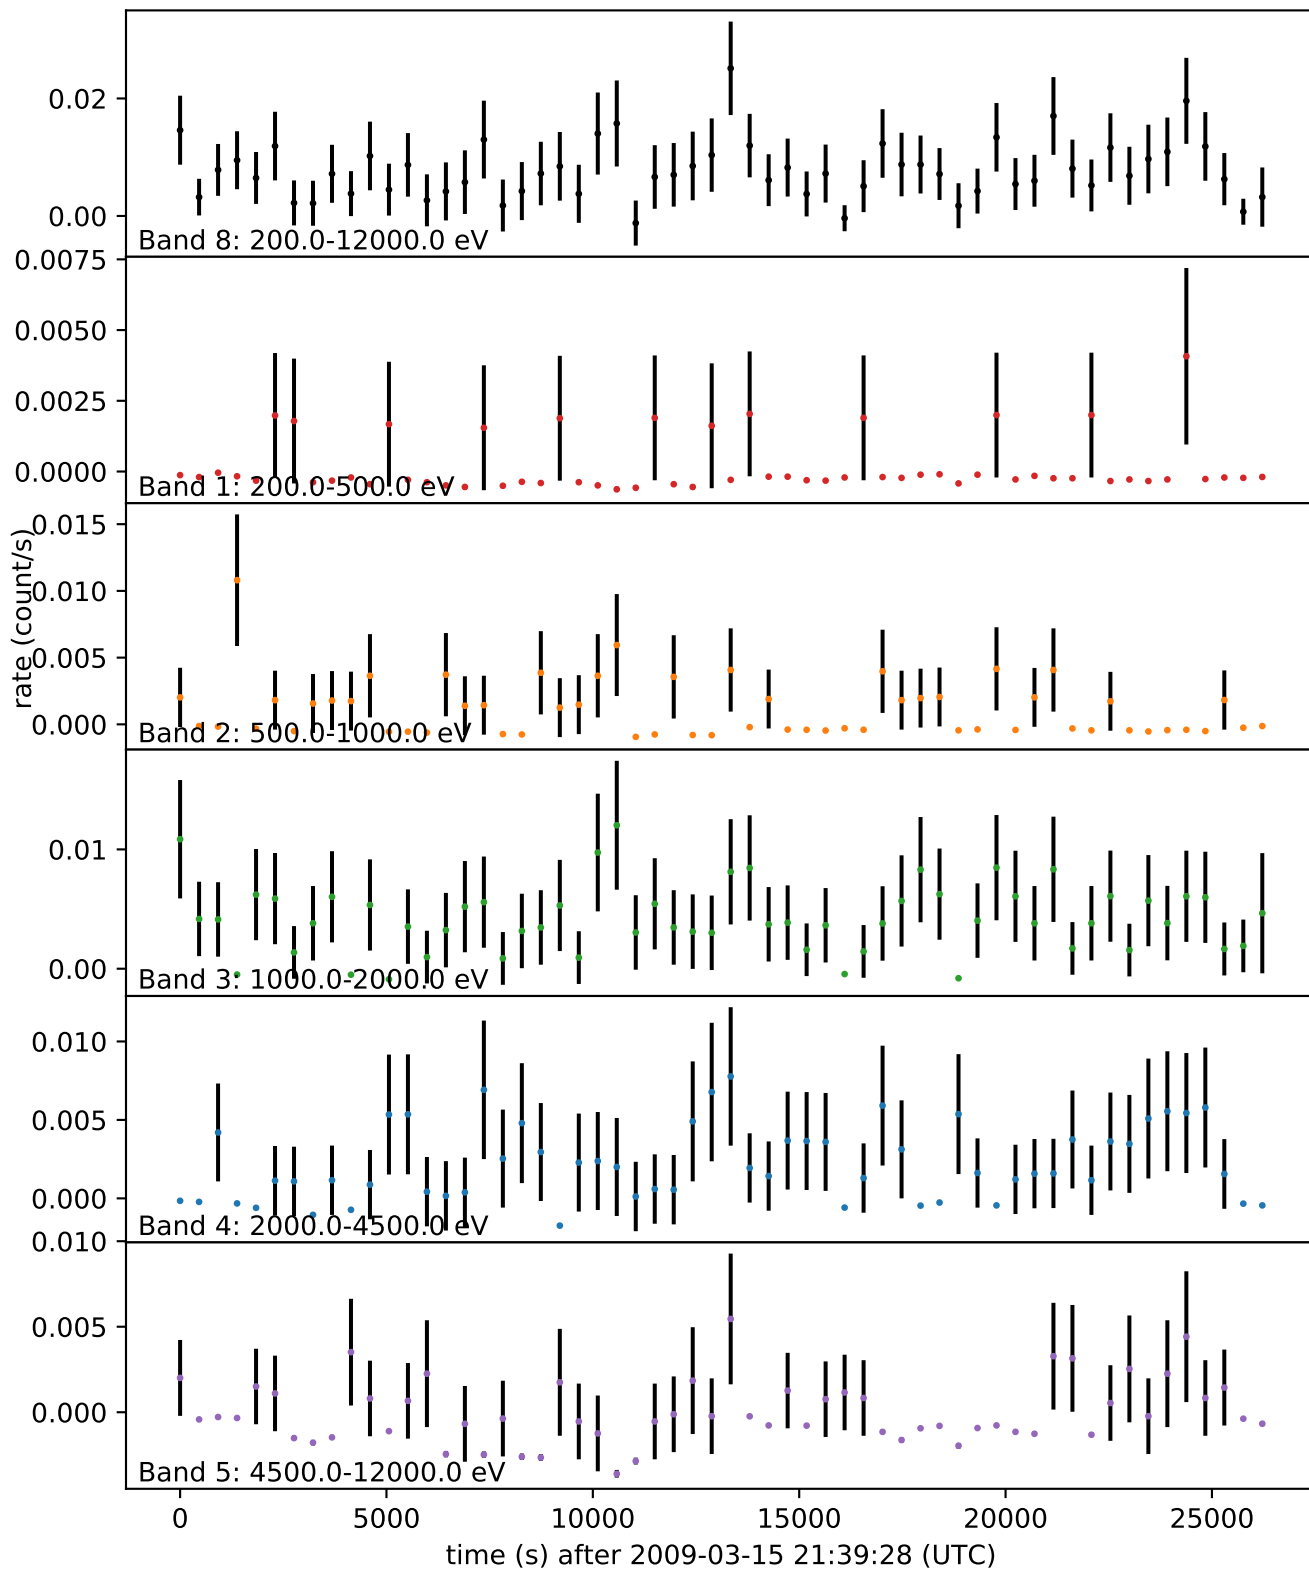 0.02
0.00
Band 8: 200.0-12000.0 eV
0.0075
0.0050
0.0025
0.0000
Band 1: 200.0-500.0 eV
rate (count/s)
0.015
0.010
0.005
0.000
Band 2: 500.0-1000.0 eV
0.01
0.00
Band 3: 1000.0-2000.0 eV
0.010
0.005
0.000
Band 4: 2000.0-4500.0 eV
0.010
0.005
0.000
Band 5: 4500.0-12000.0 eV
0 5000 10000 15000 20000 25000
time (s) after 2009-03-15 21:39:28 (UTC)